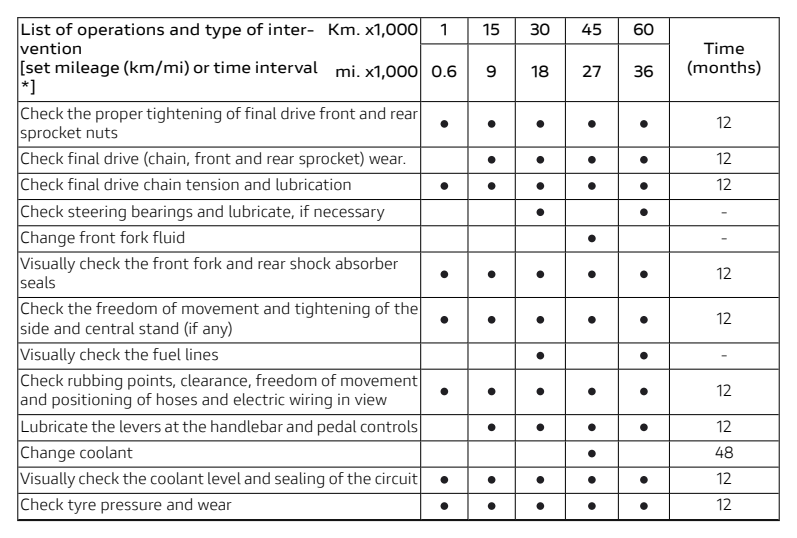 List of operations and type of inter- Km. x1,000 1 15 30 45 60 Time (months)
vention
[set mileage (km/mi) or time interval mi. x1,000 0.6 9 18 27 36
*]
Check the proper tightening of final drive front and rear
sprocket nuts ● ● ● ● ● 12
Check final drive (chain, front and rear sprocket) wear. ● ● ● ● 12
Check final drive chain tension and lubrication ● ● ● ● ● 12
Check steering bearings and lubricate, if necessary ● ● -
Change front fork fluid ● -
Visually check the front fork and rear shock absorber
seals ● ● ● ● ● 12
Check the freedom of movement and tightening of the
side and central stand (if any) ● ● ● ● ● 12
Visually check the fuel lines ● ● -
Check rubbing points, clearance, freedom of movement
and positioning of hoses and electric wiring in view ● ● ● ● ● 12
Lubricate the levers at the handlebar and pedal controls ● ● ● ● 12
Change coolant ● 48
Visually check the coolant level and sealing of the circuit ● ● ● ● ● 12
Check tyre pressure and wear ● ● ● ● ● 12